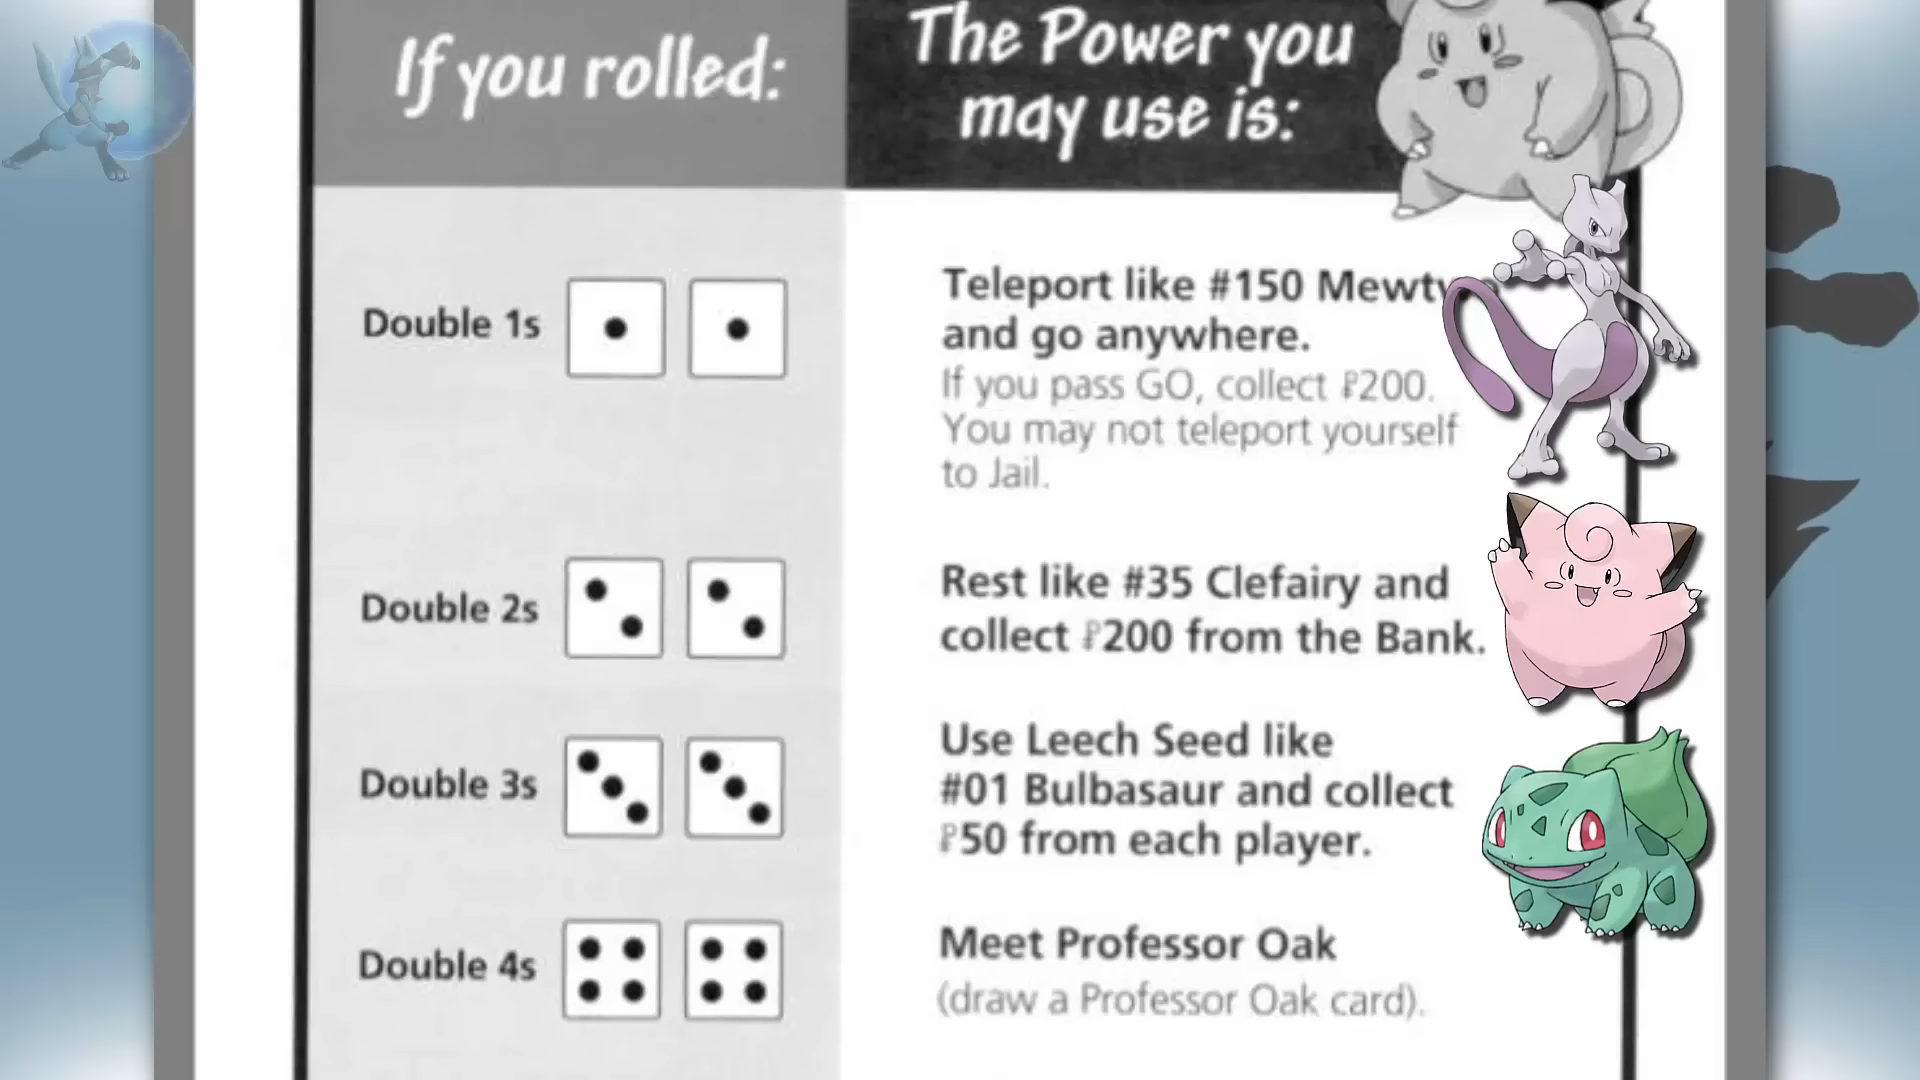 If you rolled:
The Power you
may use is:
Double 1s
Teleport like #150
and go anywhere.
If you pass GO, collect ₽200.
You may not teleport yourself
to Jail.
Double 2s
Rest like #35 Clefairy and
collect ₽200 from the Bank.
Double 3s
Use Leech Seed like
#01 Bulbasaur and collect
₽50 from each player.
Double 4s
Meet Professor Oak
(draw a Professor Oak card).